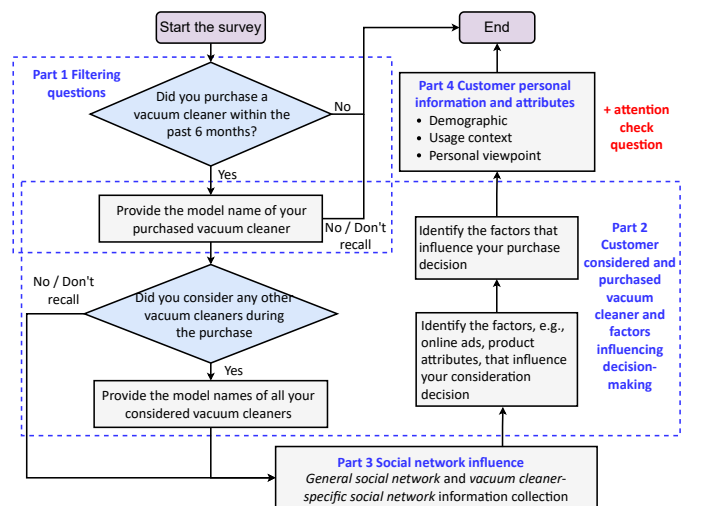 Start the survey
End
Part 1 Filtering
questions
Did you purchase a
vacuum cleaner within the
past 6 months?
No
Yes
Provide the model name of your
purchased vacuum cleaner
No / Don't
recall
No / Don't
recall
Did you consider any other
vacuum cleaners during
the purchase
Yes
Provide the model names of all your
considered vacuum cleaners
Part 3 Social network influence
General social network and vacuum cleaner-
specific social network information collection
Identify the factors, e.g.,
online ads, product
attributes, that influence
your consideration
decision
Identify the factors that
influence your purchase
decision
Part 2
Customer
considered and
purchased
vacuum
cleaner and
factors
influencing
decision-
making
Part 4 Customer personal
information and attributes
• Demographic
• Usage context
• Personal viewpoint
+ attention
check
question